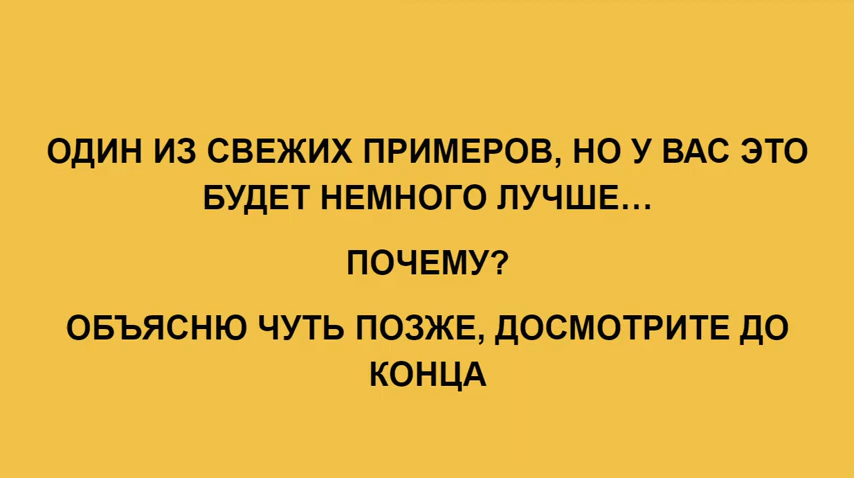 ОДИН ИЗ СВЕЖИХ ПРИМЕРОВ, НО У ВАС ЭТО
БУДЕТ НЕМНОГО ЛУЧШЕ...
ПОЧЕМУ?
ОБЪЯСНЮ ЧУТЬ ПОЗЖЕ, ДОСМОТРИТЕ ДО
КОНЦА